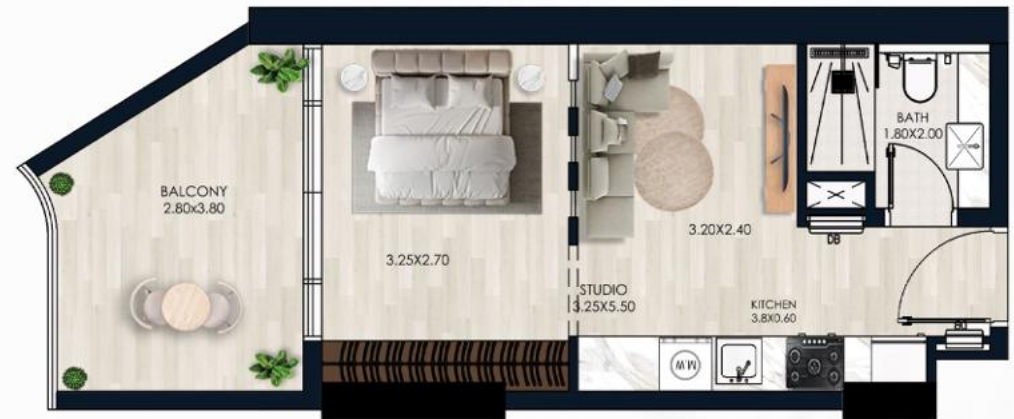 BALCONY
2.80x3.80
3.25X2.70
STUDIO
3.25X5.50
3.20X2.40
KITCHEN
3.8X0.60
BATH
1.80X2.00
DB
M.W